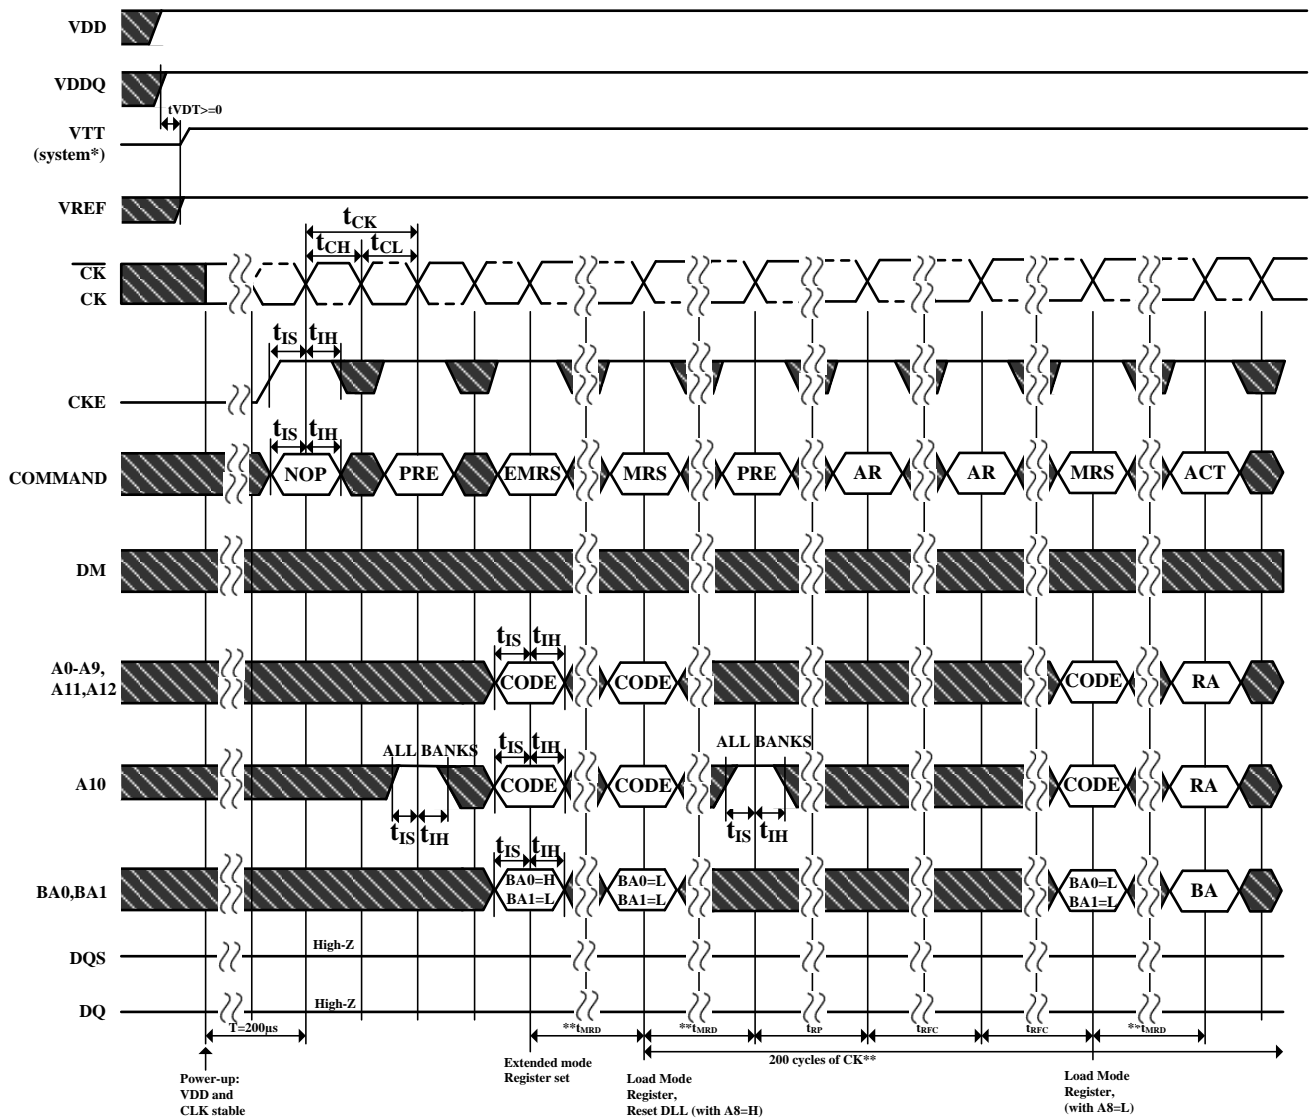 VDD
VDDQ
tVDT>=0
VTT
(system*)
VREF
tCK
tCH tCL
CK
CK
tIS tIH
CKE
tIS tIH
COMMAND NOP PRE EMRS MRS PRE AR AR MRS ACT
DM
tIS tIH
A0-A9,
A11,A12 CODE CODE CODE RA
ALL BANKS tIS tIH ALL BANKS
A10 CODE CODE CODE RA
tIS tIH tIS tIH
tIS tIH
BA0,BA1 BA0=H BA0=L BA0=L BA
BA1=L BA1=L BA1=L
High-Z
DQS
High-Z
DQ
T=200µs **tMRD **tMRD tRP tRFC tRFC **tMRD
200 cycles of CK**
Power-up:
VDD and
CLK stable
Extended mode
Register set
Load Mode
Register,
Reset DLL (with A8=H)
Load Mode
Register,
(with A8=L)